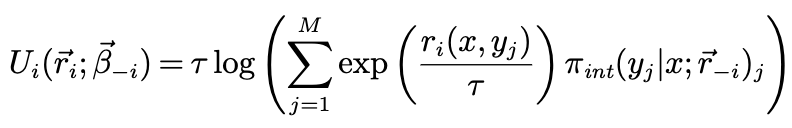 U_i(\vec{r}_i; \vec{\beta}_{-i}) = \tau \log \left( \sum_{j=1}^{M} \exp \left( \frac{r_i(x, y_j)}{\tau} \right) \pi_{int}(y_j|x; \vec{r}_{-i})_j \right)